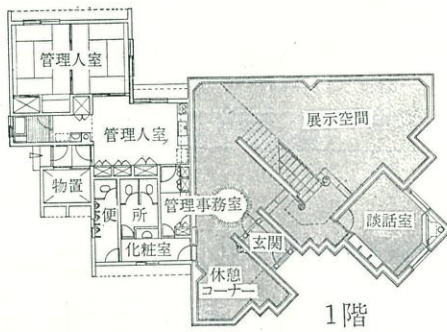 管理人室
管理人室
展示空間
物置
管理事務室
談話室
便
所
玄関
化粧室
休憩
コーナー
1階